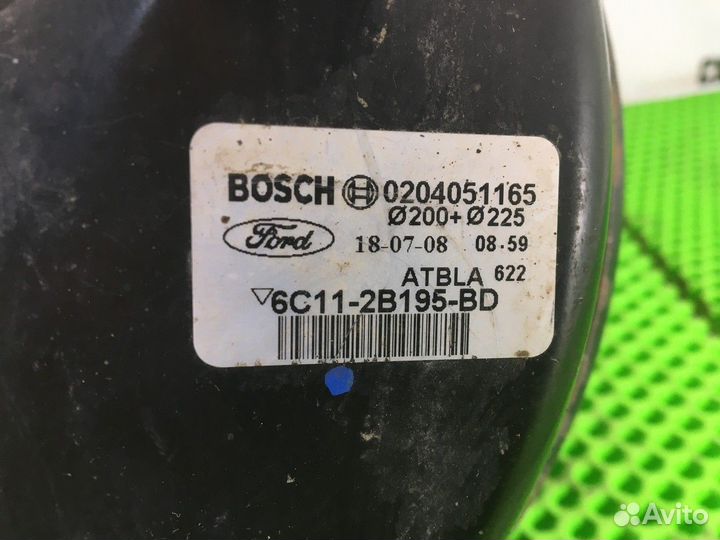 BOSCH 0204051165
Ø200+Ø225
Ford 18-07-08 08.59
ATBLA 622
▽6C11-2B195-BD
Avito